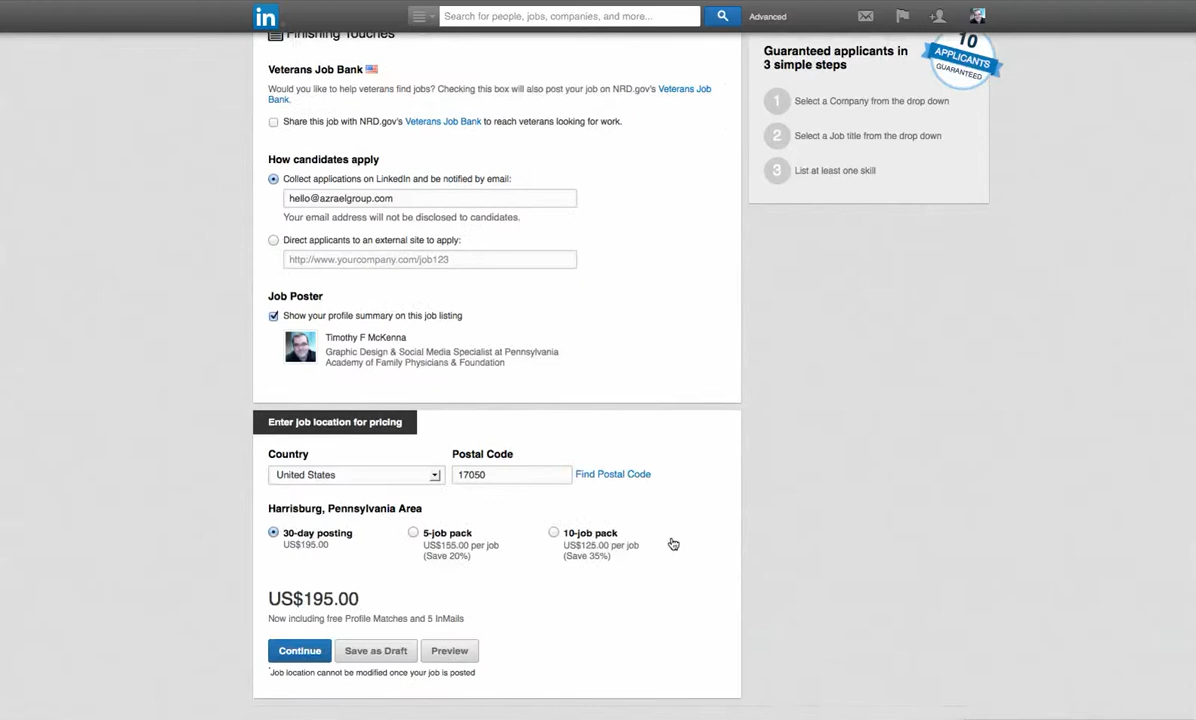 in
Search for people, jobs, companies, and more...
Advanced
Finishing Touches
Veterans Job Bank
Would you like to help veterans find jobs? Checking this box will also post your job on NRD.gov's Veterans Job
Bank.
Share this job with NRD.gov's Veterans Job Bank to reach veterans looking for work.
How candidates apply
Collect applications on LinkedIn and be notified by email:
hello@azraelgroup.com
Your email address will not be disclosed to candidates.
Direct applicants to an external site to apply:
http://www.yourcompany.com/job123
Job Poster
Show your profile summary on this job listing
Timothy F McKenna
Graphic Design & Social Media Specialist at Pennsylvania
Academy of Family Physicians & Foundation
Enter job location for pricing
Country
Postal Code
United States
17050
Find Postal Code
Harrisburg, Pennsylvania Area
30-day posting
US$195.00
5-job pack
US$155.00 per job
(Save 20%)
10-job pack
US$125.00 per job
(Save 35%)
US$195.00
Now including free Profile Matches and 5 InMails
Continue
Save as Draft
Preview
*Job location cannot be modified once your job is posted
Guaranteed applicants in
3 simple steps
10
APPLICANTS
GUARANTEED
1 Select a Company from the drop down
2 Select a Job title from the drop down
3 List at least one skill